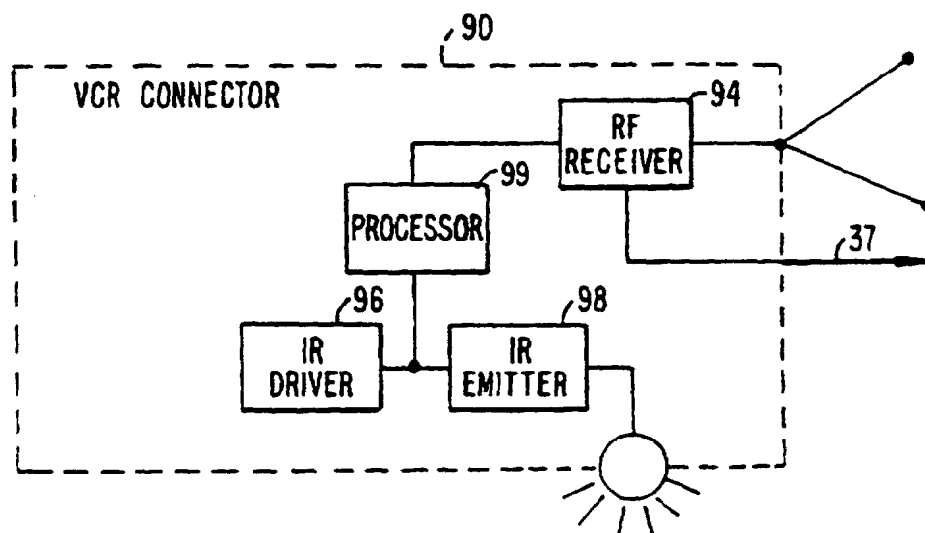 90
VCR CONNECTOR
94
RF
RECEIVER
99
PROCESSOR
37
96
IR
DRIVER
98
IR
EMITTER